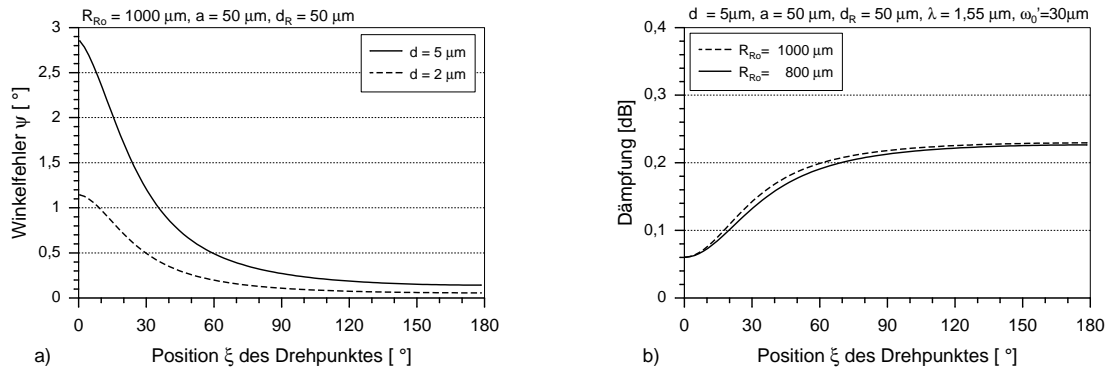 R_Ro = 1000 µm, a = 50 µm, d_R = 50 µm
3
2,5
2
1,5
1
0,5
0
Winkelfehler ψ [ °]
d = 5 µm
d = 2 µm
0 30 60 90 120 150 180
a) Position ξ des Drehpunktes [ °]
d = 5µm, a = 50 µm, d_R = 50 µm, λ = 1,55 µm, ω_0'=30µm
0,4
0,3
0,2
0,1
0
Dämpfung [dB]
R_Ro= 1000 µm
R_Ro= 800 µm
0 30 60 90 120 150 180
b) Position ξ des Drehpunktes [ °]